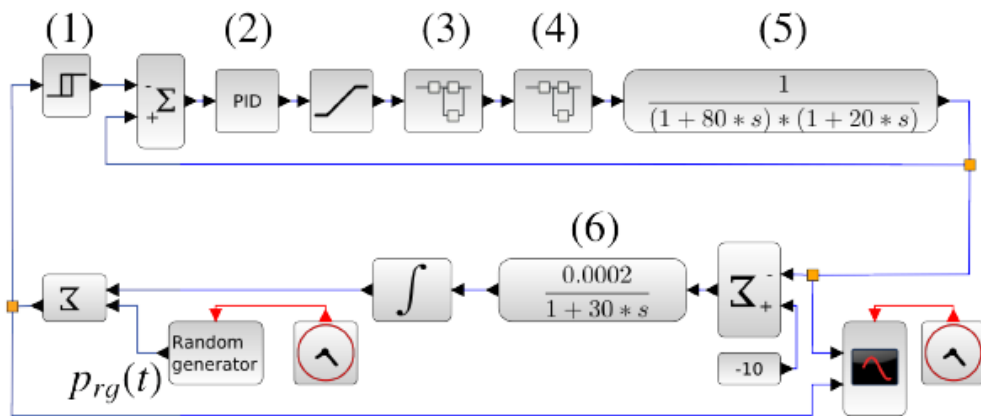 (1)
(2)
(3)
(4)
(5)
-
+
Σ
PID
1
(1 + 80 * s) * (1 + 20 * s)
(6)
Σ
∫
0.0002
1 + 30 * s
Σ
-
+
Random
generator
-10
p_{rg}(t)